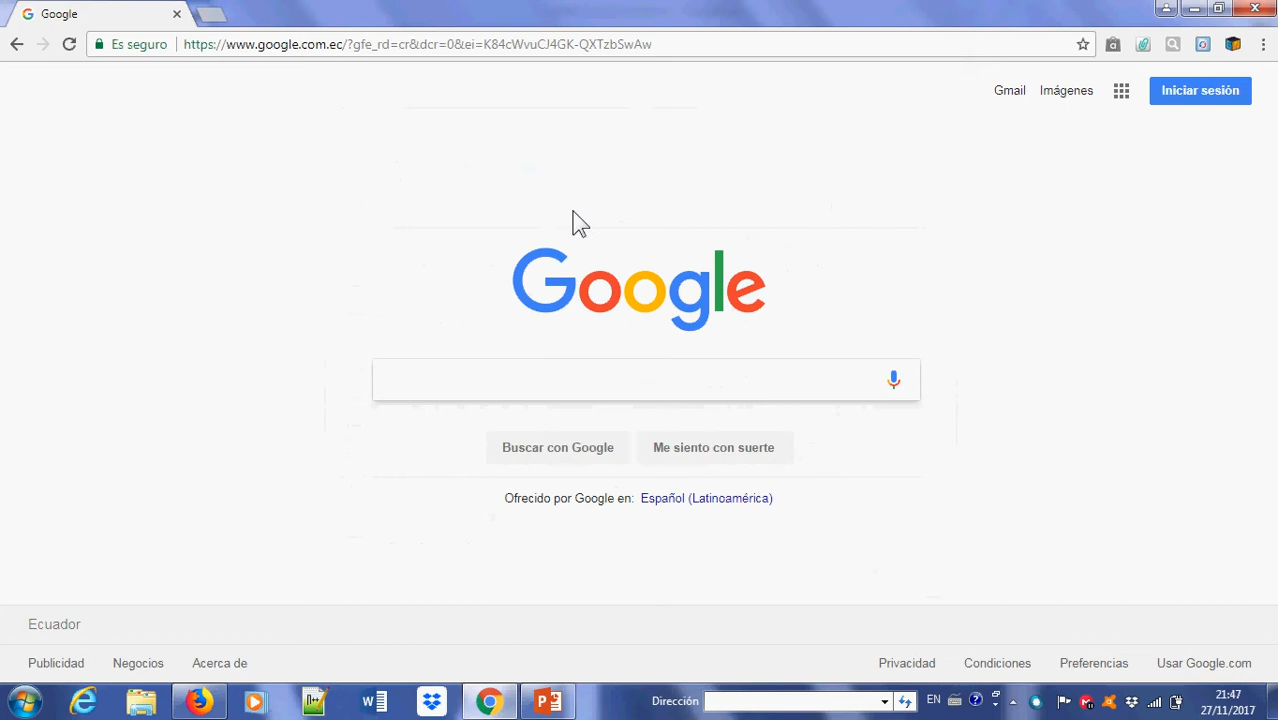 Google
Es seguro
https://www.google.com.ec/?gfe_rd=cr&dcr=0&ei=K84cWvuCJ4GK-QXTzbSwAw
Gmail Imágenes Iniciar sesión
Google
Buscar con Google Me siento con suerte
Ofrecido por Google en: Español (Latinoamérica)
Ecuador
Publicidad Negocios Acerca de Privacidad Condiciones Preferencias Usar Google.com
Dirección EN 21:47
27/11/2017